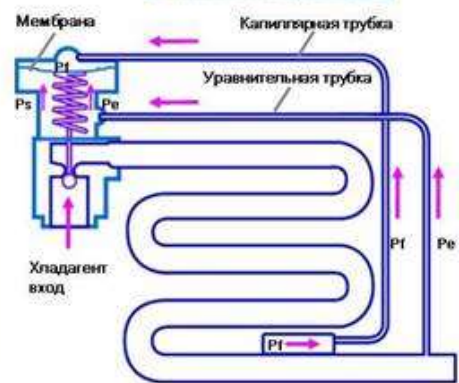 Мембрана
Капиллярная трубка
Pf
Уравнительная трубка
Ps
Pe
Хладагент
вход
Pf
Pe
Pf